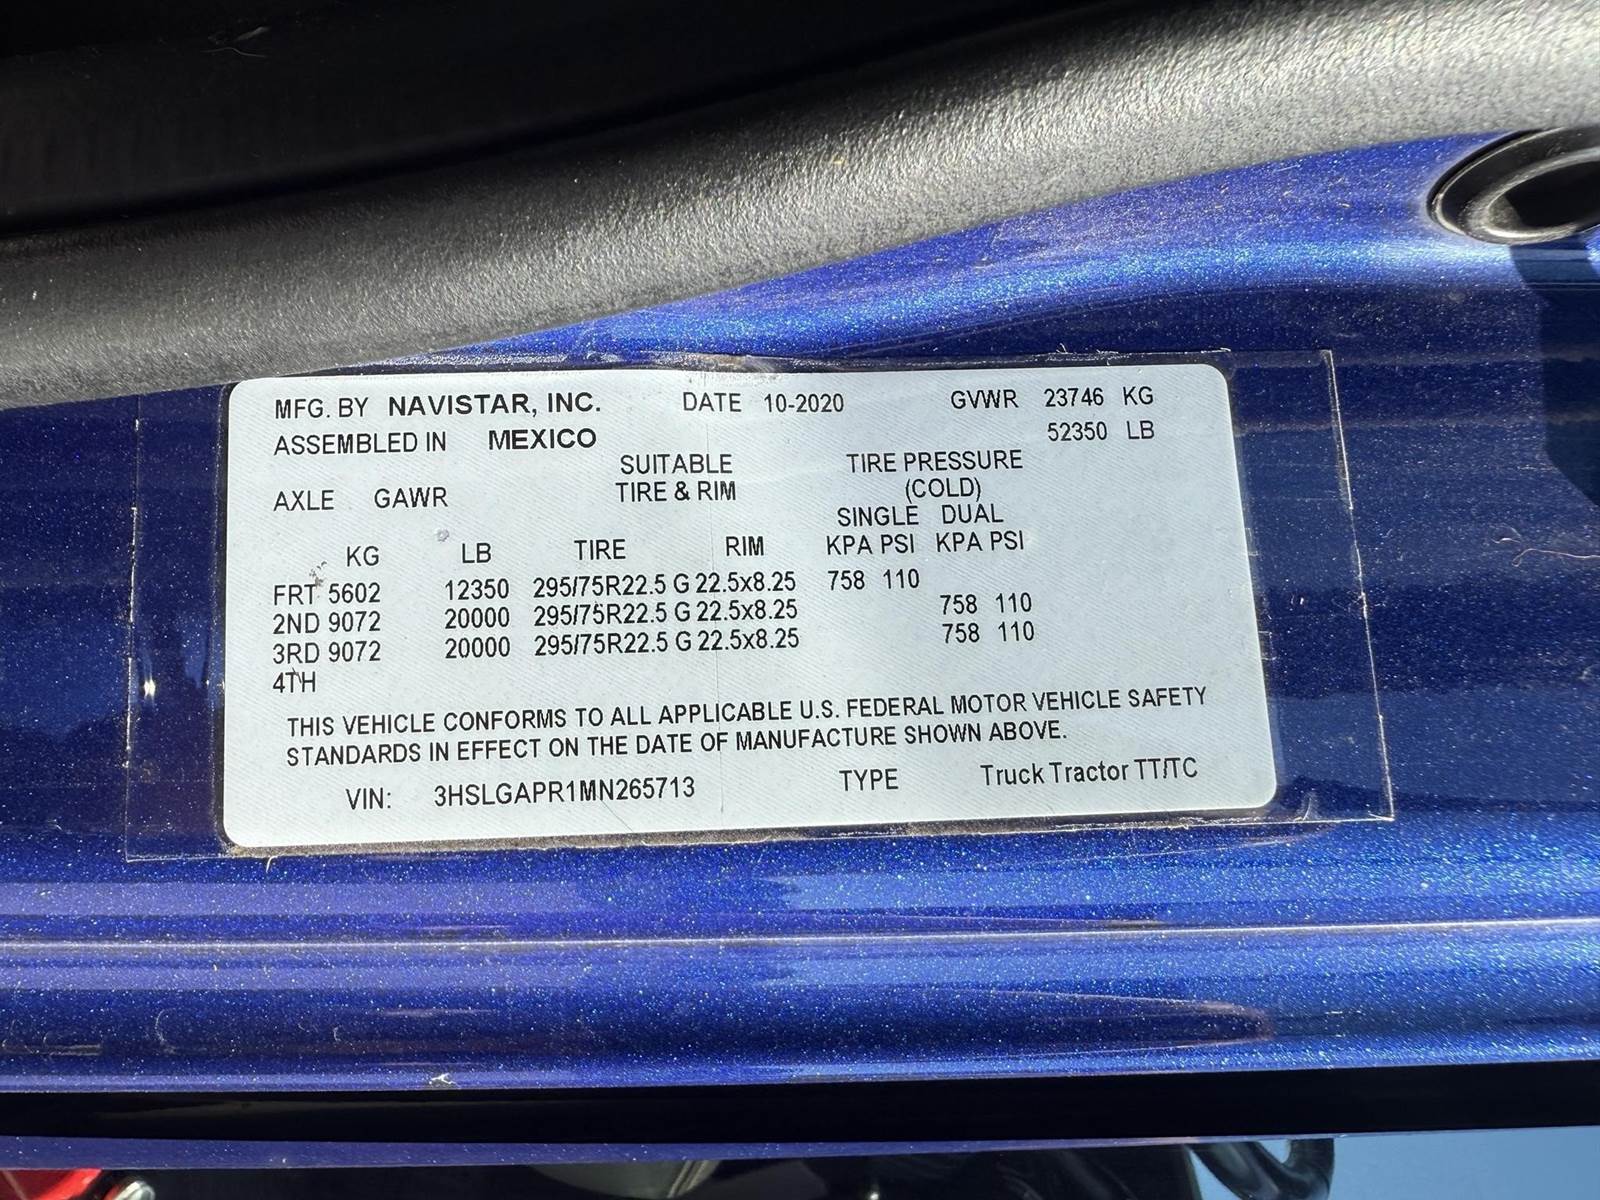 MFG. BY NAVISTAR, INC. DATE 10-2020 GVWR 23746 KG
ASSEMBLED IN MEXICO 52350 LB
SUITABLE TIRE PRESSURE
AXLE GAWR TIRE & RIM (COLD)
SINGLE DUAL
KG LB TIRE RIM KPA PSI KPA PSI
FRT 5602 12350 295/75R22.5 G 22.5x8.25 758 110
2ND 9072 20000 295/75R22.5 G 22.5x8.25 758 110
3RD 9072 20000 295/75R22.5 G 22.5x8.25 758 110
4TH
THIS VEHICLE CONFORMS TO ALL APPLICABLE U.S. FEDERAL MOTOR VEHICLE SAFETY
STANDARDS IN EFFECT ON THE DATE OF MANUFACTURE SHOWN ABOVE.
VIN: 3HSLGAPR1MN265713 TYPE Truck Tractor TT/TC